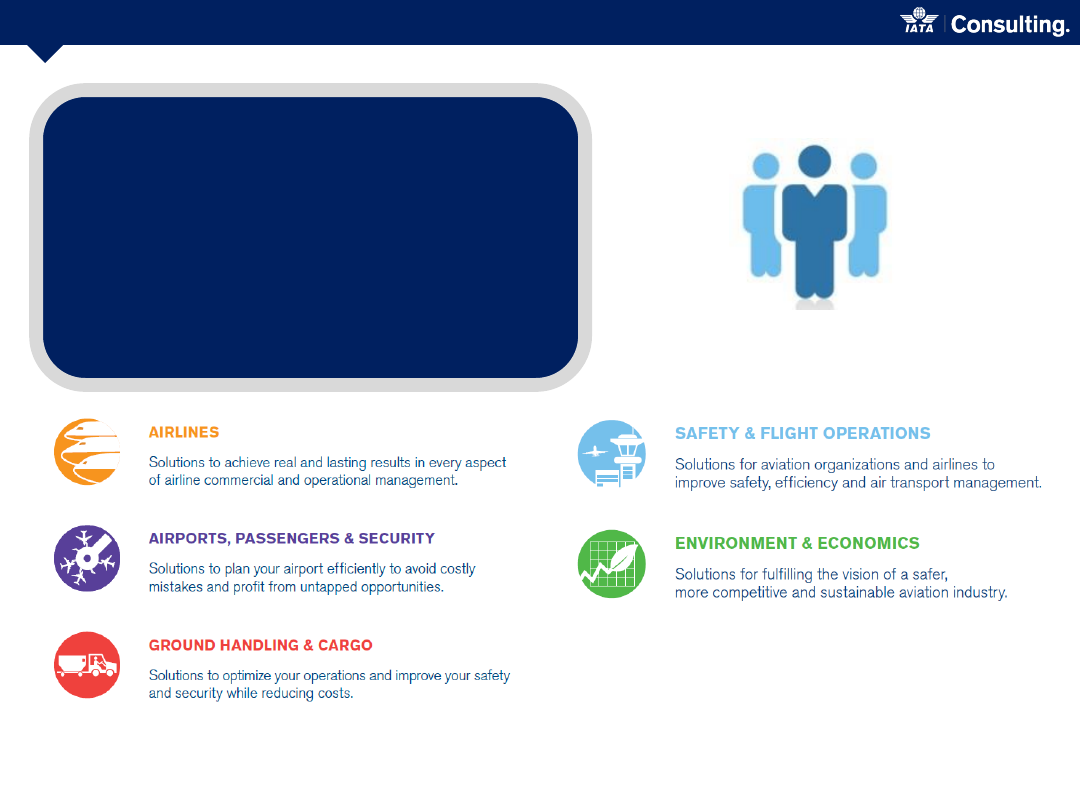 IATA
Consulting.
AIRLINES
Solutions to achieve real and lasting results in every aspect
of airline commercial and operational management.
AIRPORTS, PASSENGERS & SECURITY
Solutions to plan your airport efficiently to avoid costly
mistakes and profit from untapped opportunities.
GROUND HANDLING & CARGO
Solutions to optimize your operations and improve your safety
and security while reducing costs.
SAFETY & FLIGHT OPERATIONS
Solutions for aviation organizations and airlines to
improve safety, efficiency and air transport management.
ENVIRONMENT & ECONOMICS
Solutions for fulfilling the vision of a safer,
more competitive and sustainable aviation industry.